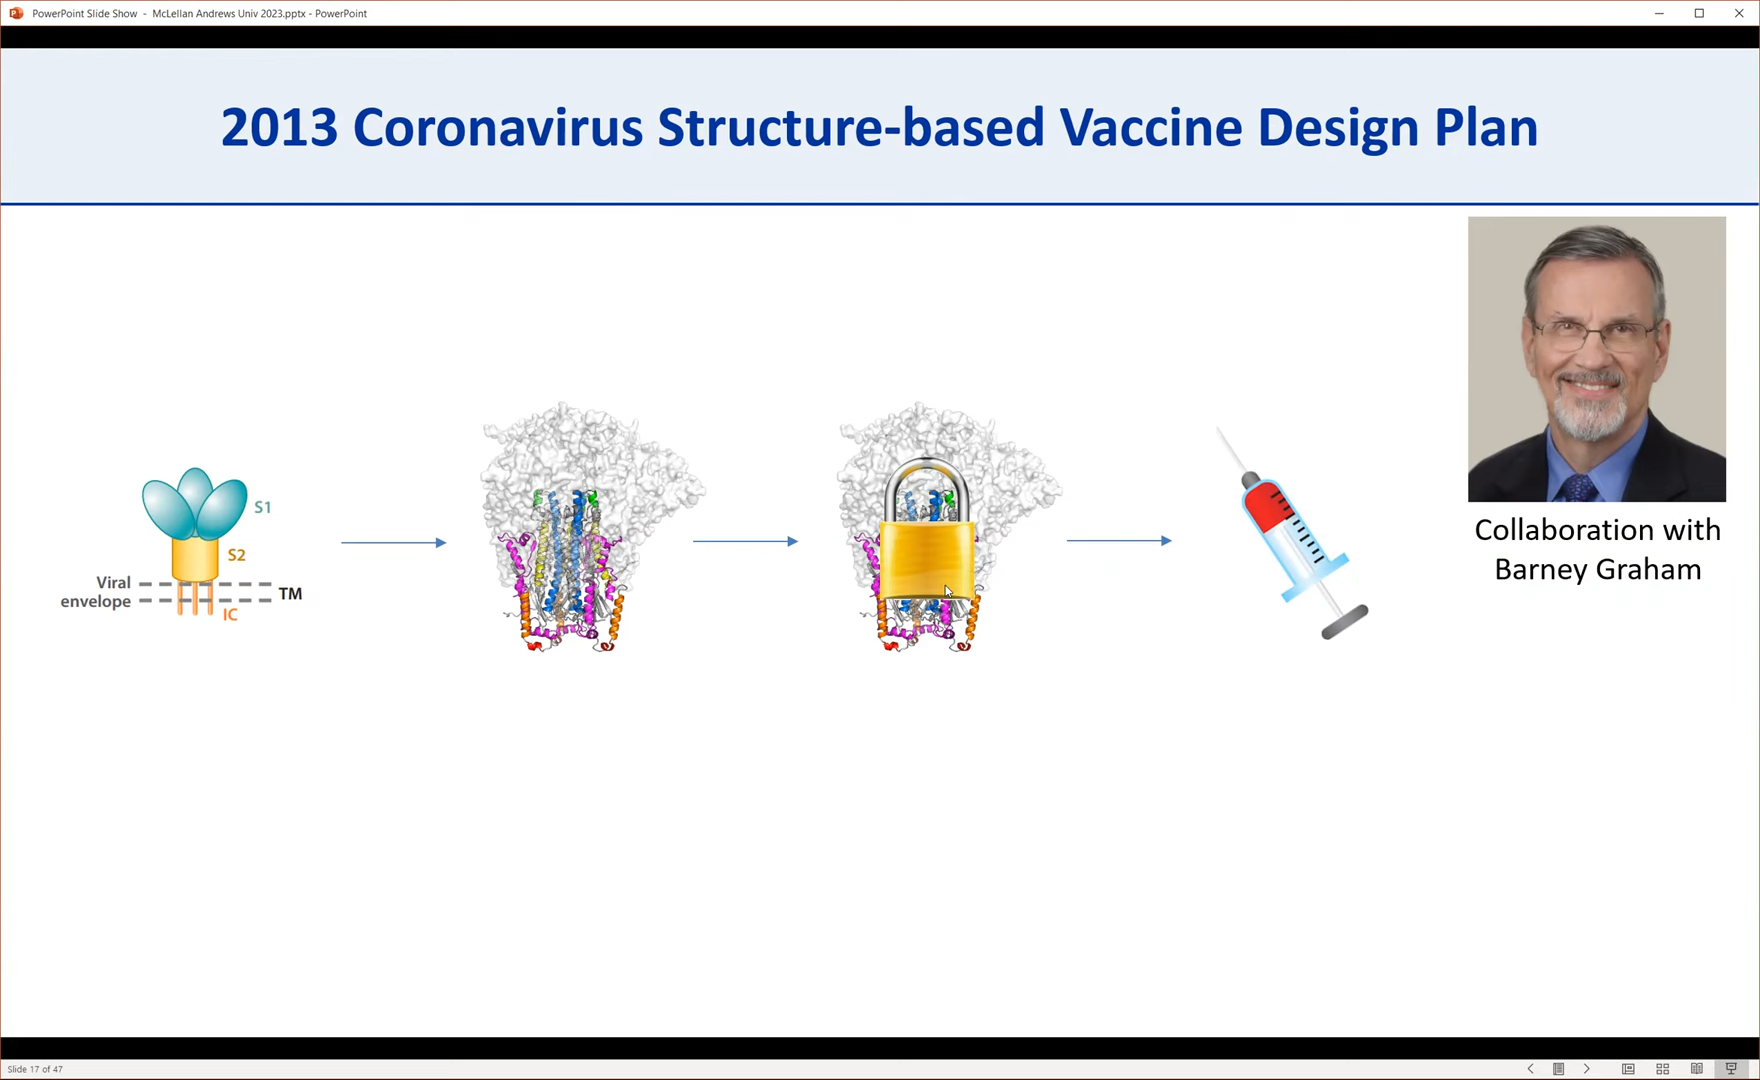 PowerPoint Slide Show - McLellan Andrews Univ 2023.pptx - PowerPoint
2013 Coronavirus Structure-based Vaccine Design Plan
S1
S2
Viral
envelope
TM
IC
Collaboration with
Barney Graham
Slide 17 of 47